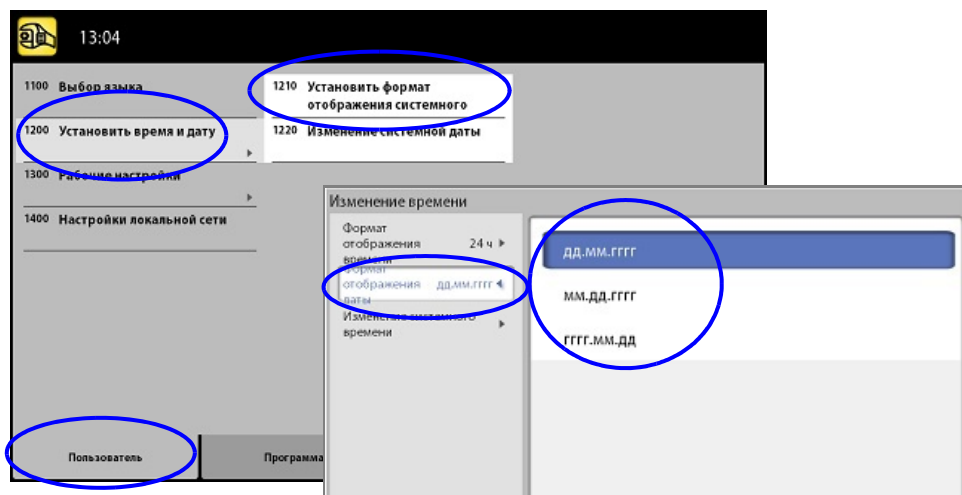 13:04
1100 Выбор языка
1200 Установить время и дату
1300 Рабочие настройки
1400 Настройки локальной сети
1210 Установить формат
отображения системного
1220 Изменение системной даты
Пользователь
Программа
Изменение времени
Формат
отображения 24 ч
времени
Формат
отображения дд.мм.гггг
даты
Изменение системного
времени
дд.мм.гггг
мм.дд.гггг
гггг.мм.дд